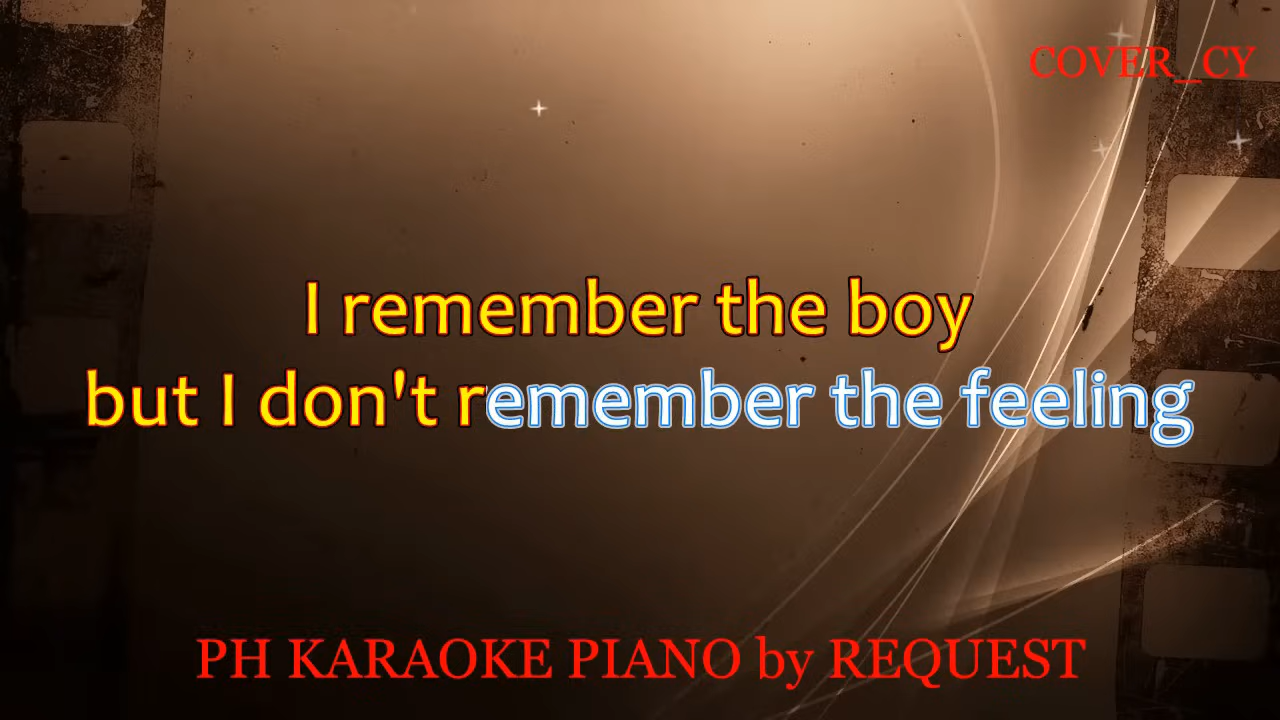 COVER_CY
I remember the boy
but I don't remember the feeling
PH KARAOKE PIANO by REQUEST